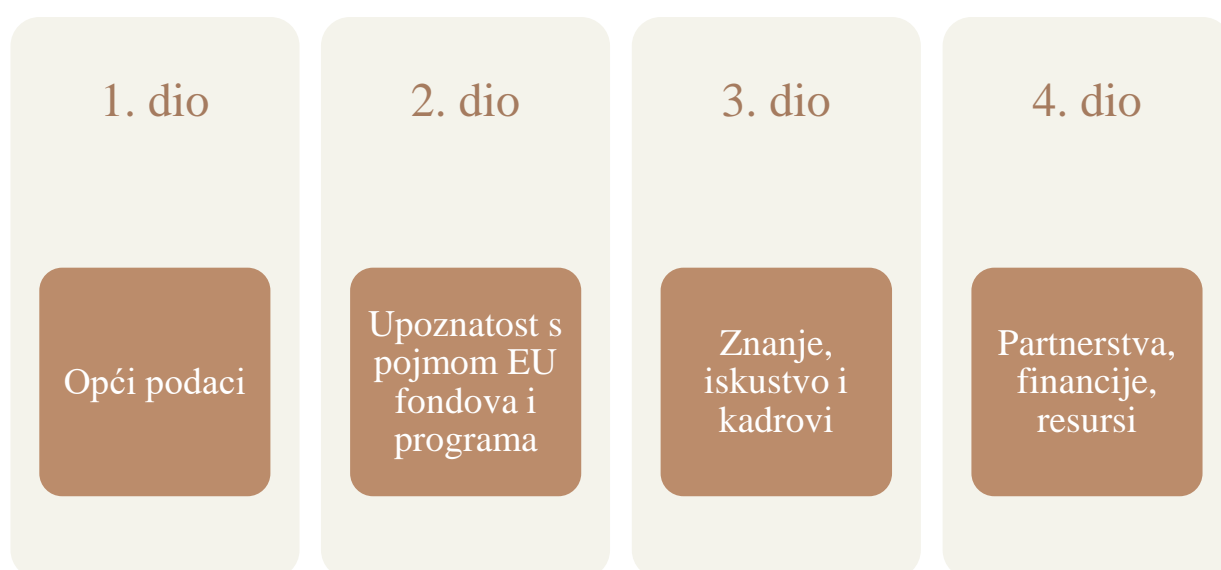 1. dio
Opći podaci
2. dio
Upoznatost s
pojmom EU
fondova i
programa
3. dio
Znanje,
iskustvo i
kadrovi
4. dio
Partnerstva,
financije,
resursi